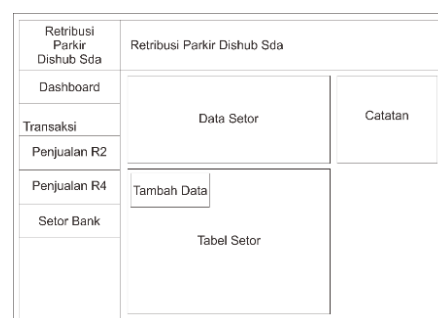 Retribusi
Parkir
Dishub Sda
Retribusi Parkir Dishub Sda
Dashboard
Transaksi
Penjualan R2
Penjualan R4
Setor Bank
Data Setor
Catatan
Tambah Data
Tabel Setor